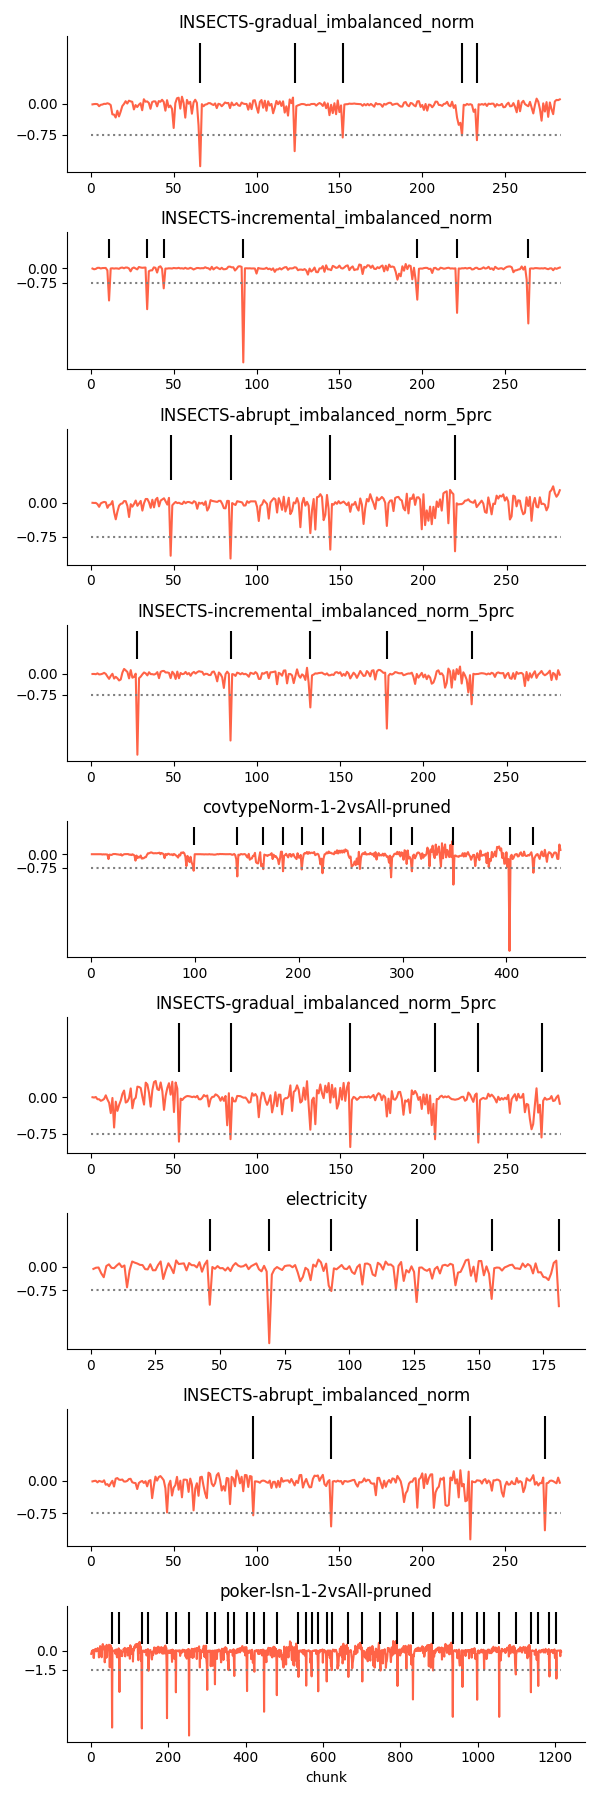 INSECTS-gradual_imbalanced_norm
0.00
−0.75
0 50 100 150 200 250
INSECTS-incremental_imbalanced_norm
0.00
−0.75
0 50 100 150 200 250
INSECTS-abrupt_imbalanced_norm_5prc
0.00
−0.75
0 50 100 150 200 250
INSECTS-incremental_imbalanced_norm_5prc
0.00
−0.75
0 50 100 150 200 250
covtypeNorm-1-2vsAll-pruned
0.00
−0.75
0 100 200 300 400
INSECTS-gradual_imbalanced_norm_5prc
0.00
−0.75
0 50 100 150 200 250
electricity
0.00
−0.75
0 25 50 75 100 125 150 175
INSECTS-abrupt_imbalanced_norm
0.00
−0.75
0 50 100 150 200 250
poker-lsn-1-2vsAll-pruned
0.0
−1.5
0 200 400 600 800 1000 1200
chunk